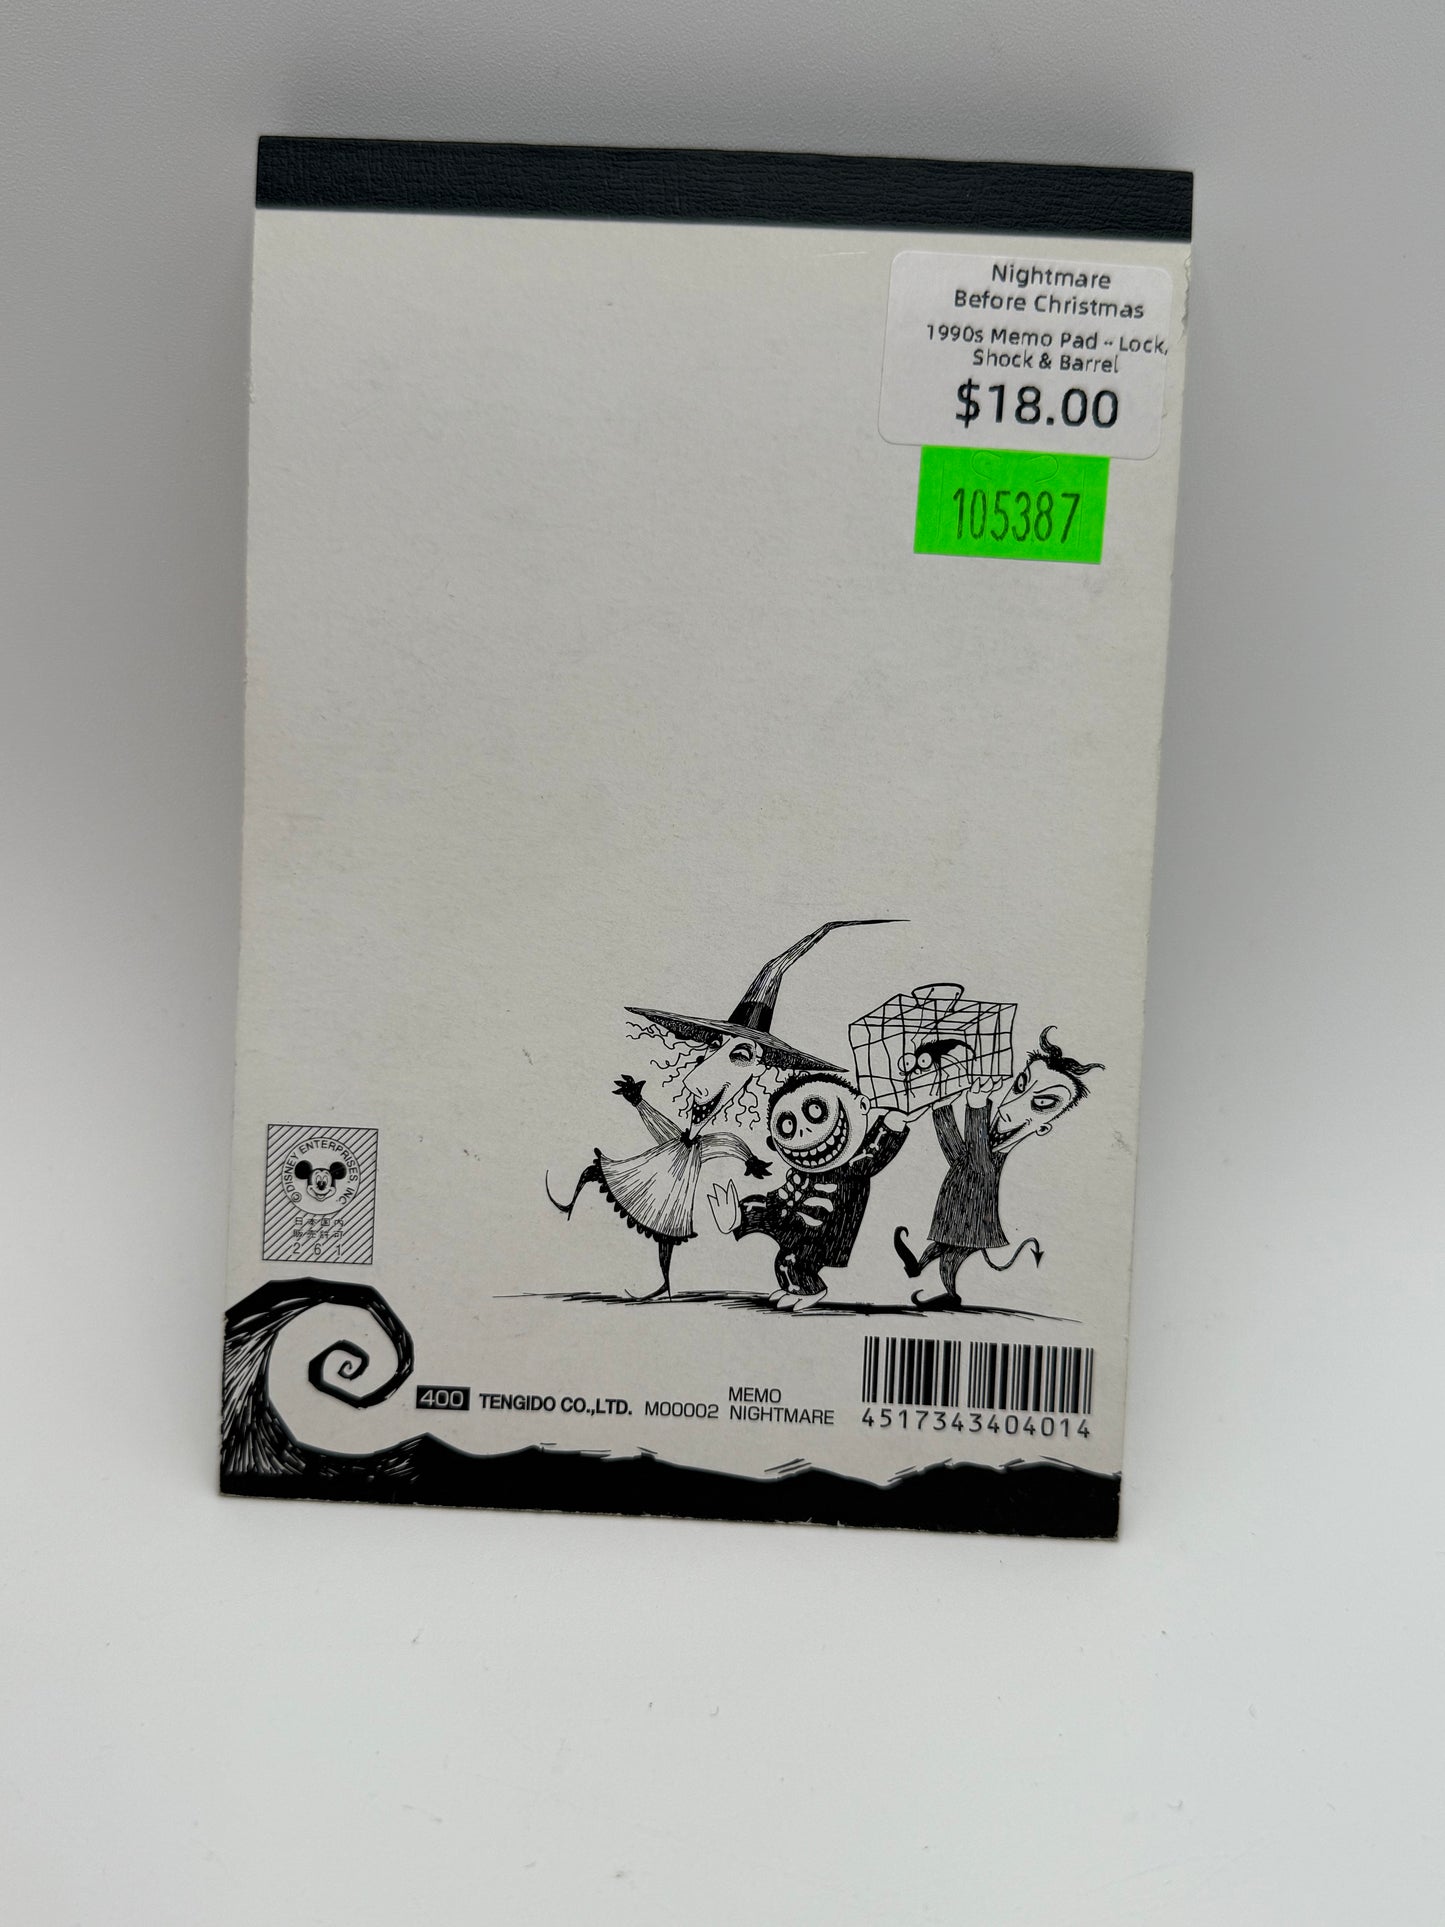 Nightmare
Before Christmas
1990s Memo Pad -- Lock,
Shock & Barrel
$18.00
105387
© DISNEY ENTERPRISES, INC.
日本国内
販売許可
261
400 TENGIDO CO.,LTD. M00002 MEMO
NIGHTMARE
4517343404014